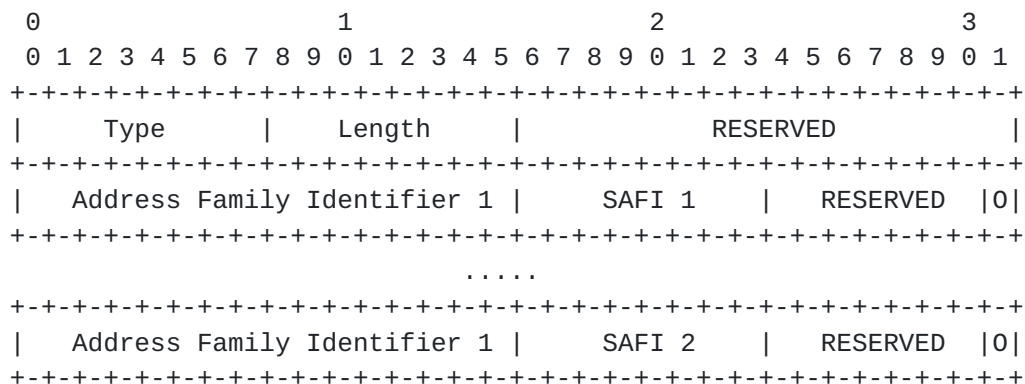 0                   1                   2                   3
 0 1 2 3 4 5 6 7 8 9 0 1 2 3 4 5 6 7 8 9 0 1 2 3 4 5 6 7 8 9 0 1
+-+-+-+-+-+-+-+-+-+-+-+-+-+-+-+-+-+-+-+-+-+-+-+-+-+-+-+-+-+-+-+-+
|     Type      |    Length     |            RESERVED           |
+-+-+-+-+-+-+-+-+-+-+-+-+-+-+-+-+-+-+-+-+-+-+-+-+-+-+-+-+-+-+-+-+
|   Address Family Identifier 1 |     SAFI 1    |   RESERVED  |O|
+-+-+-+-+-+-+-+-+-+-+-+-+-+-+-+-+-+-+-+-+-+-+-+-+-+-+-+-+-+-+-+-+
                             .....
+-+-+-+-+-+-+-+-+-+-+-+-+-+-+-+-+-+-+-+-+-+-+-+-+-+-+-+-+-+-+-+-+
|   Address Family Identifier 1 |     SAFI 2    |   RESERVED  |O|
+-+-+-+-+-+-+-+-+-+-+-+-+-+-+-+-+-+-+-+-+-+-+-+-+-+-+-+-+-+-+-+-+